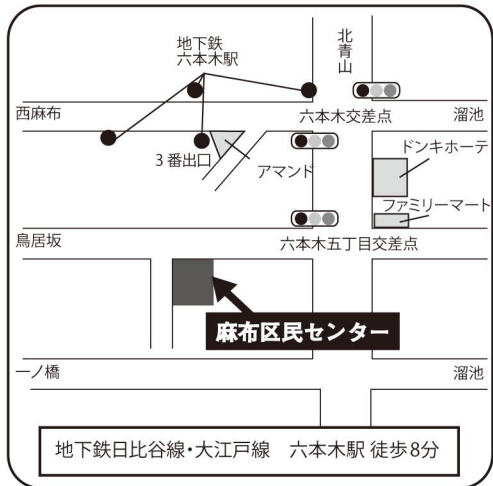 地下鉄
六本木駅
北青山
西麻布
六本木交差点
溜池
3番出口
アマンド
ドンキホーテ
ファミリーマート
鳥居坂
六本木五丁目交差点
麻布区民センター
一ノ橋
溜池
地下鉄日比谷線・大江戸線　六本木駅 徒歩8分